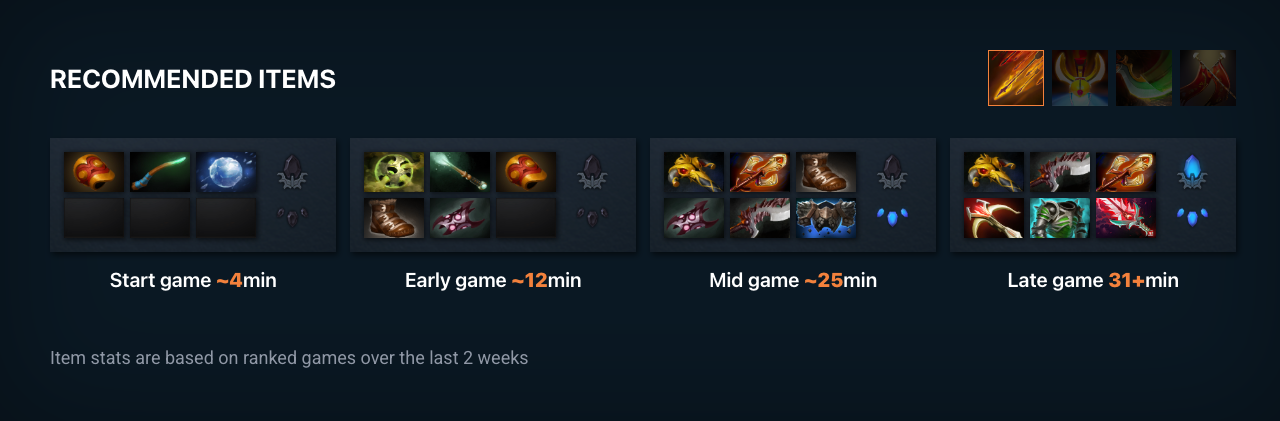 RECOMMENDED ITEMS
Start game ~4min
Early game ~12min
Mid game ~25min
Late game 31+min
Item stats are based on ranked games over the last 2 weeks